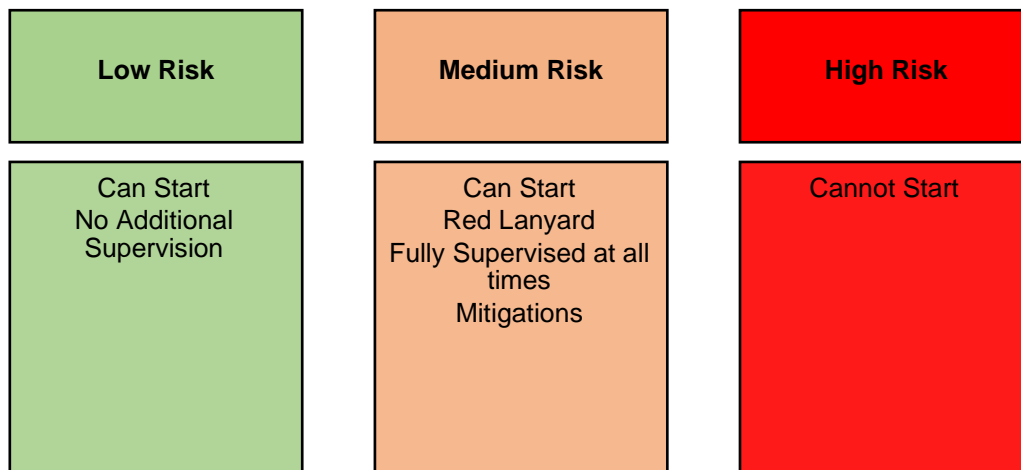 Low Risk
Medium Risk
High Risk
Can Start
No Additional
Supervision
Can Start
Red Lanyard
Fully Supervised at all
times
Mitigations
Cannot Start